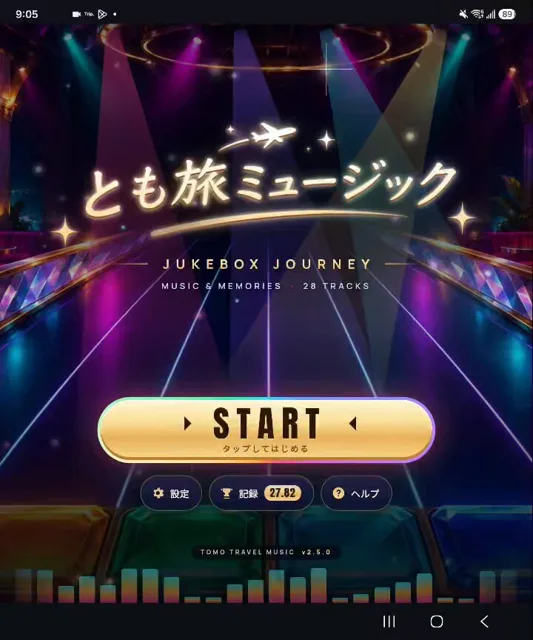 9:05
Trip.
89
とも旅ミュージック
JUKEBOX JOURNEY
MUSIC & MEMORIES · 28 TRACKS
START
タップしてはじめる
設定
記録 27.82
ヘルプ
TOMO TRAVEL MUSIC v2.5.0